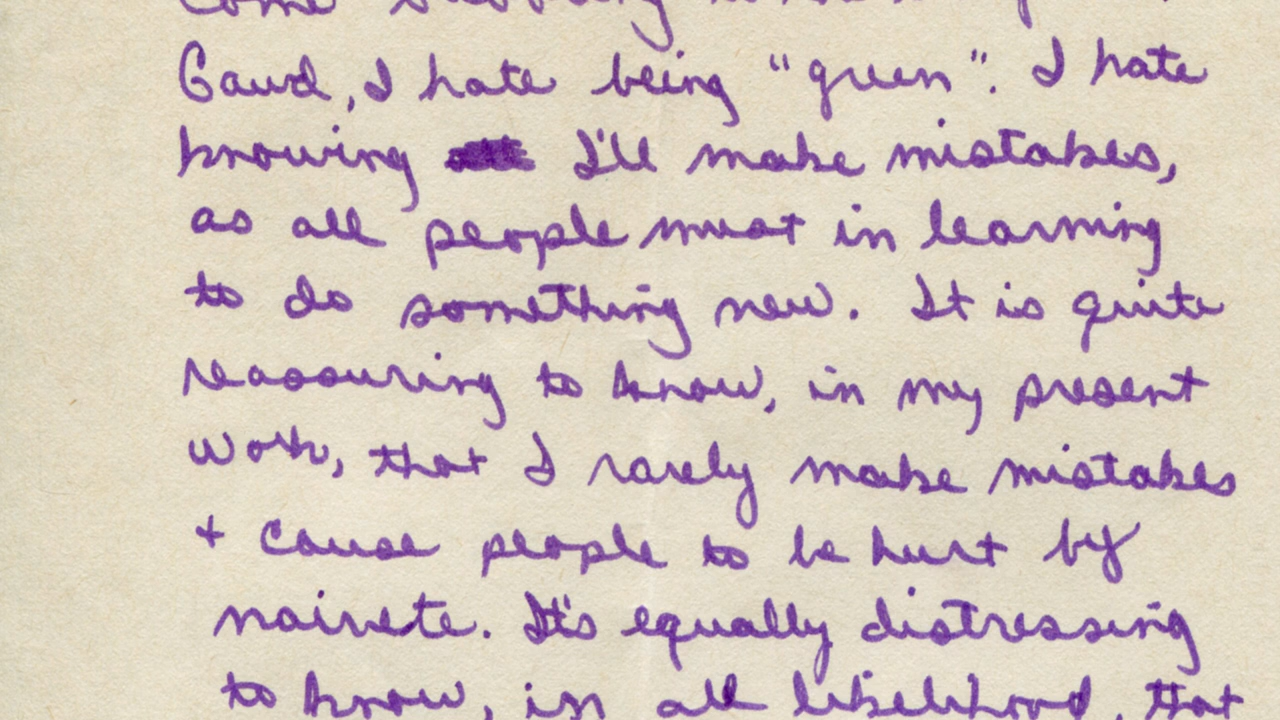 Come
Gawd, I hate being "green". I hate
knowing I'll make mistakes,
as all people must in learning
to do something new. It is quite
reassuring to know, in my present
work, that I rarely make mistakes
+ cause people to be hurt by
naivete. It's equally distressing
to know, in all likelihood, that